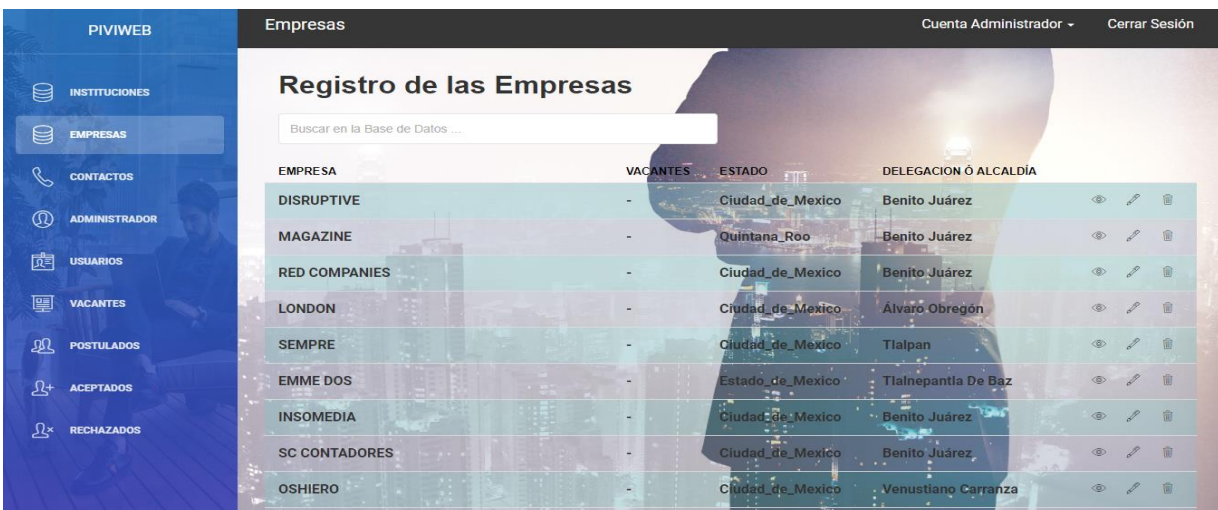 PIVIWEB
INSTITUCIONES
EMPRESAS
CONTACTOS
ADMINISTRADOR
USUARIOS
VACANTES
POSTULADOS
ACEPTADOS
RECHAZADOS
Empresas Cuenta Administrador Cerrar Sesión
Registro de las Empresas
Buscar en la Base de Datos ...
EMPRESA VACANTES ESTADO DELEGACION Ó ALCALDÍA
DISRUPTIVE - Ciudad_de_Mexico Benito Juárez
MAGAZINE - Quintana_Roo Benito Juárez
RED COMPANIES - Ciudad_de_Mexico Benito Juárez
LONDON - Ciudad_de_Mexico Álvaro Obregón
SEMPRE - Ciudad_de_Mexico Tlalpan
EMME DOS - Estado_de_Mexico Tlalnepantla De Baz
INSOMEDIA - Ciudad_de_Mexico Benito Juárez
SC CONTADORES - Ciudad_de_Mexico Benito Juárez
OSHIERO - Ciudad_de_Mexico Venustiano Carranza